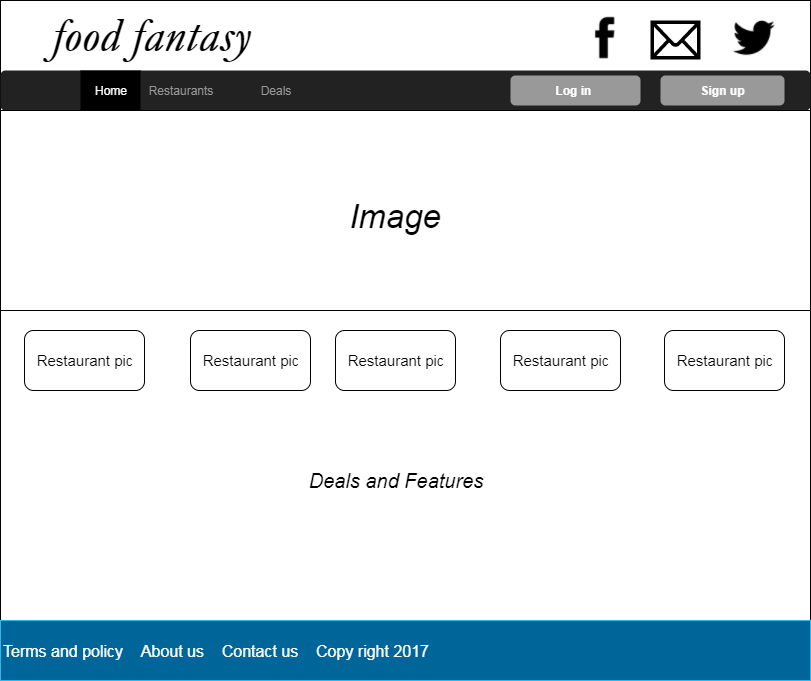 food fantasy
Home Restaurants Deals Log in Sign up
Image
Restaurant pic Restaurant pic Restaurant pic Restaurant pic Restaurant pic
Deals and Features
Terms and policy About us Contact us Copy right 2017